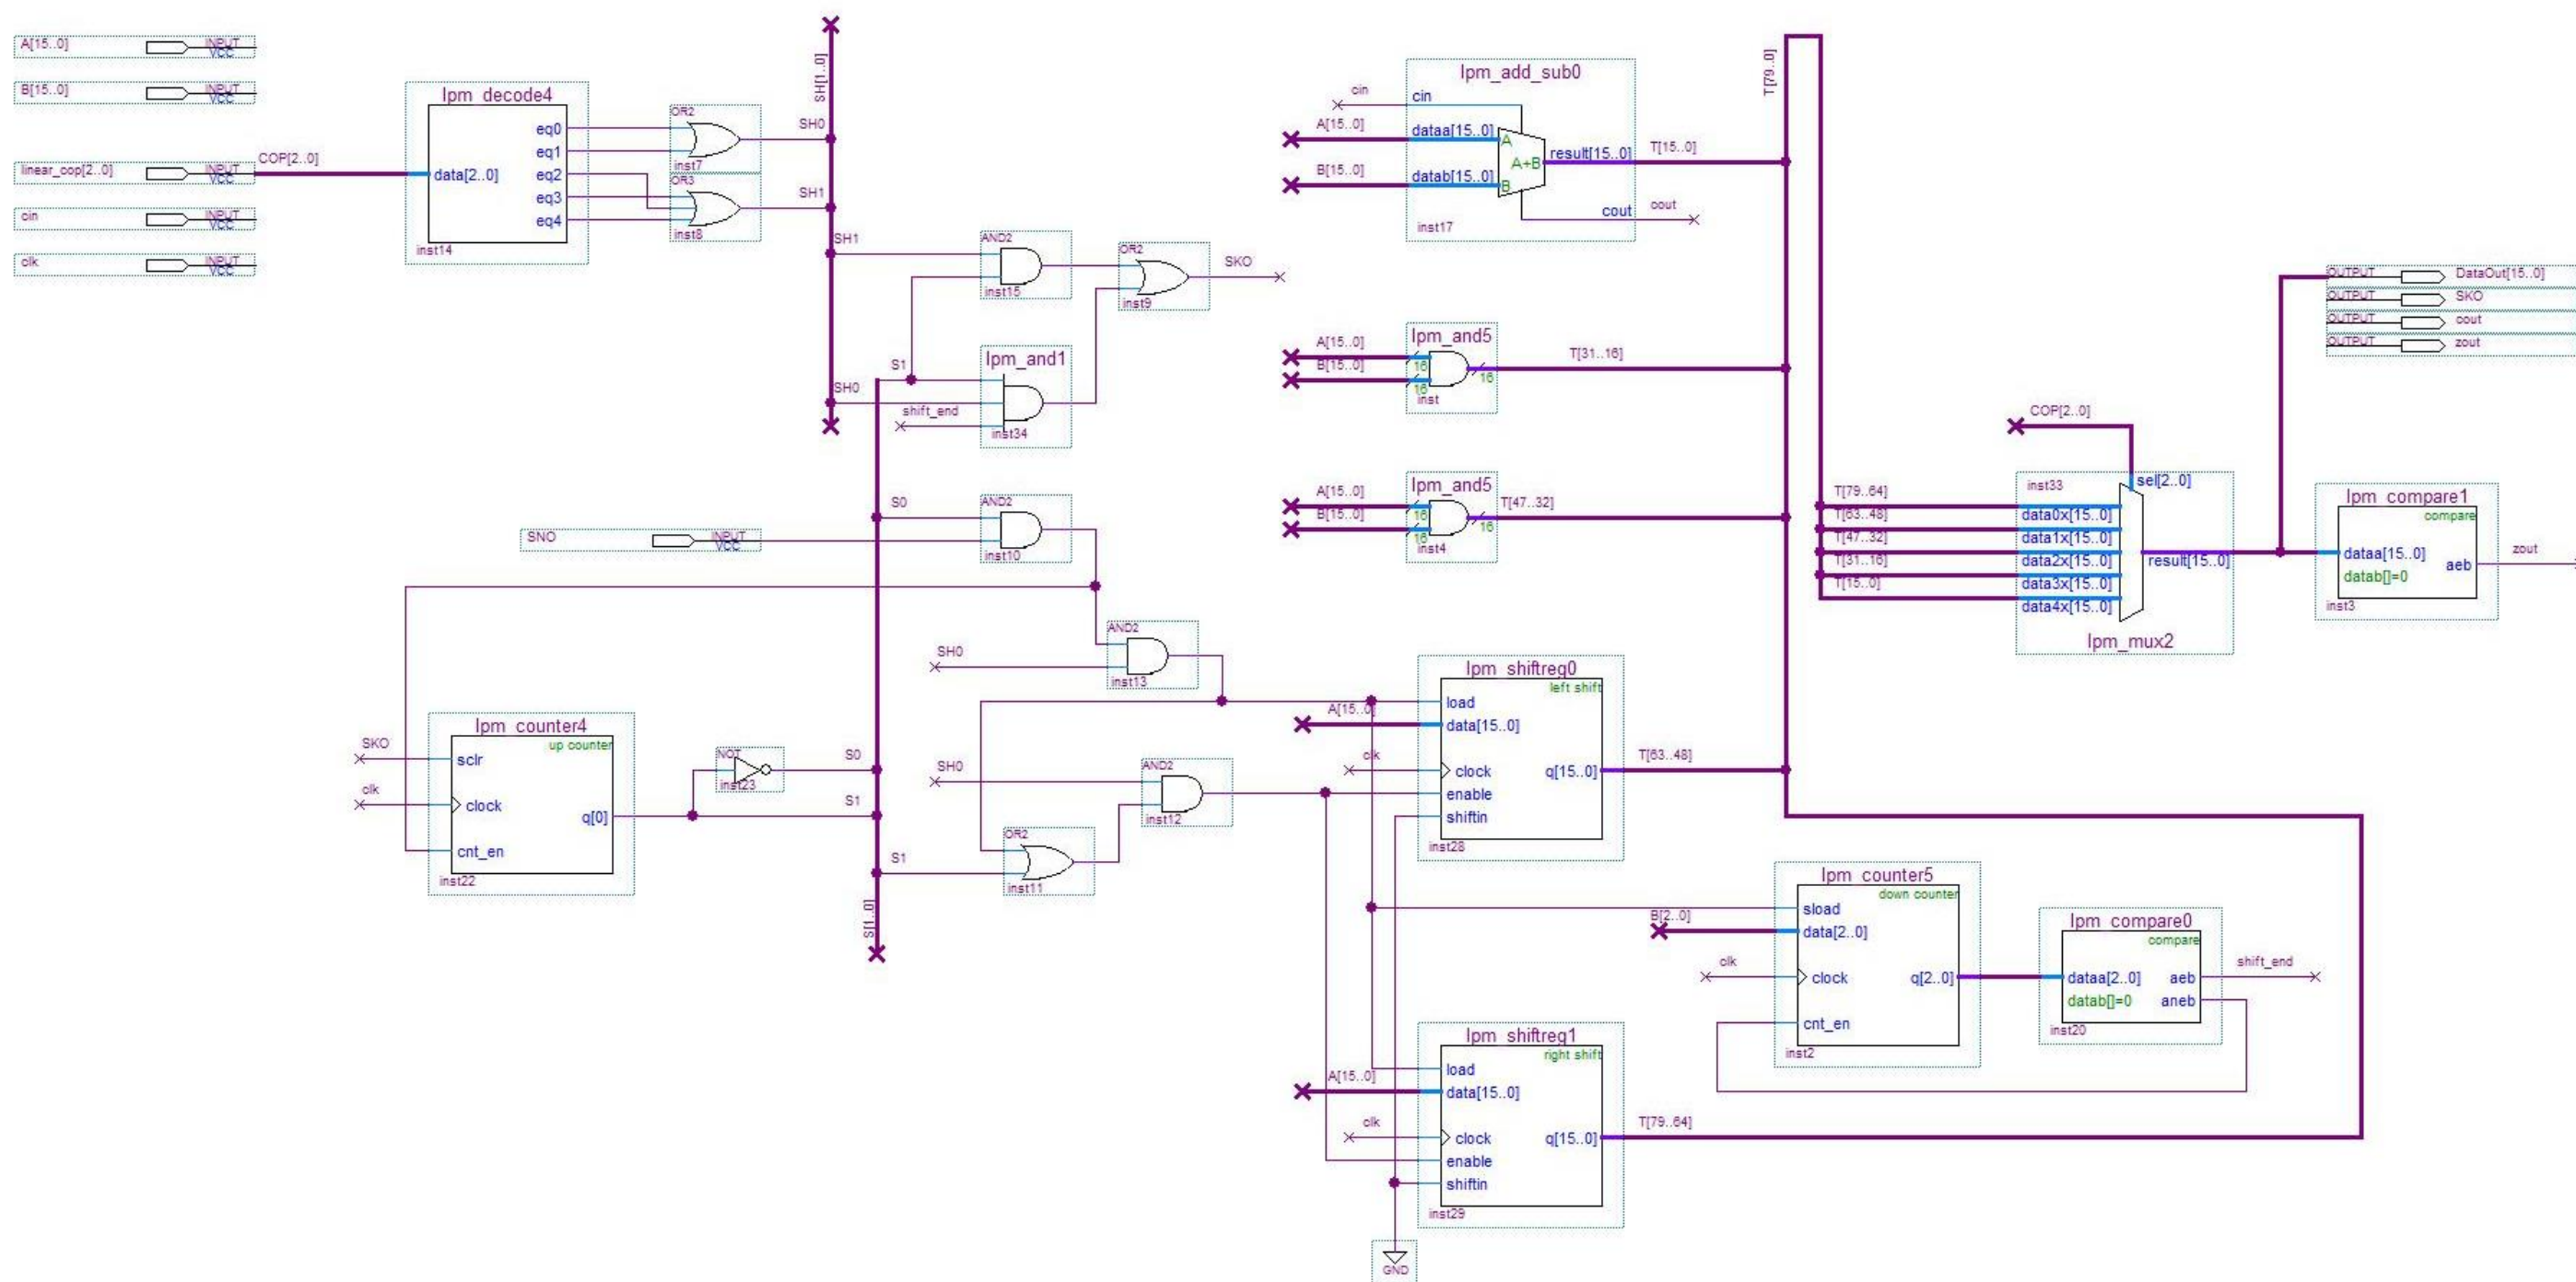 A[15..0]
INPUT
VCC
B[15..0]
INPUT
VCC
linear_cop[2..0]
INPUT
VCC
cin
INPUT
VCC
clk
INPUT
VCC
COP[2..0]
lpm_decode4
data[2..0]
eq0
eq1
eq2
eq3
eq4
inst14
OR2
inst7
OR3
inst8
SH0
SH1
SH[1..0]
SH1
SH0
AND2
inst15
OR2
inst9
SKO
S1
shift_end
lpm_and1
inst34
S0
AND2
inst10
SNO
INPUT
VCC
SH0
AND2
inst13
SKO
clk
lpm_counter4
up counter
sclr
clock
q[0]
cnt_en
inst22
NOT
inst23
S0
S1
S1
S[1..0]
SH0
AND2
inst12
OR2
inst11
lpm_add_sub0
cin
cin
A[15..0]
dataa[15..0]
A
B[15..0]
datab[15..0]
B
A+B
result[15..0]
T[15..0]
cout
cout
inst17
A[15..0]
B[15..0]
lpm_and5
16
16
16
inst
T[31..16]
A[15..0]
B[15..0]
lpm_and5
16
16
16
inst4
T[47..32]
T[79..0]
lpm_shiftreg0
left shift
load
A[15..0]
data[15..0]
clk
clock
q[15..0]
enable
shiftin
inst28
T[63..48]
lpm_shiftreg1
right shift
load
A[15..0]
data[15..0]
clk
clock
q[15..0]
enable
shiftin
inst29
T[79..64]
GND
lpm_counter5
down counter
sload
B[2..0]
data[2..0]
clk
clock
q[2..0]
cnt_en
inst2
lpm_compare0
compare
dataa[2..0]
aeb
datab[]=0
aneb
inst20
shift_end
COP[2..0]
inst33
sel[2..0]
T[79..64]
data0x[15..0]
T[63..48]
data1x[15..0]
T[47..32]
data2x[15..0]
T[31..16]
data3x[15..0]
T[15..0]
data4x[15..0]
result[15..0]
lpm_mux2
lpm_compare1
compare
dataa[15..0]
datab[]=0
aeb
inst3
zout
OUTPUT
DataOut[15..0]
OUTPUT
SKO
OUTPUT
cout
OUTPUT
zout